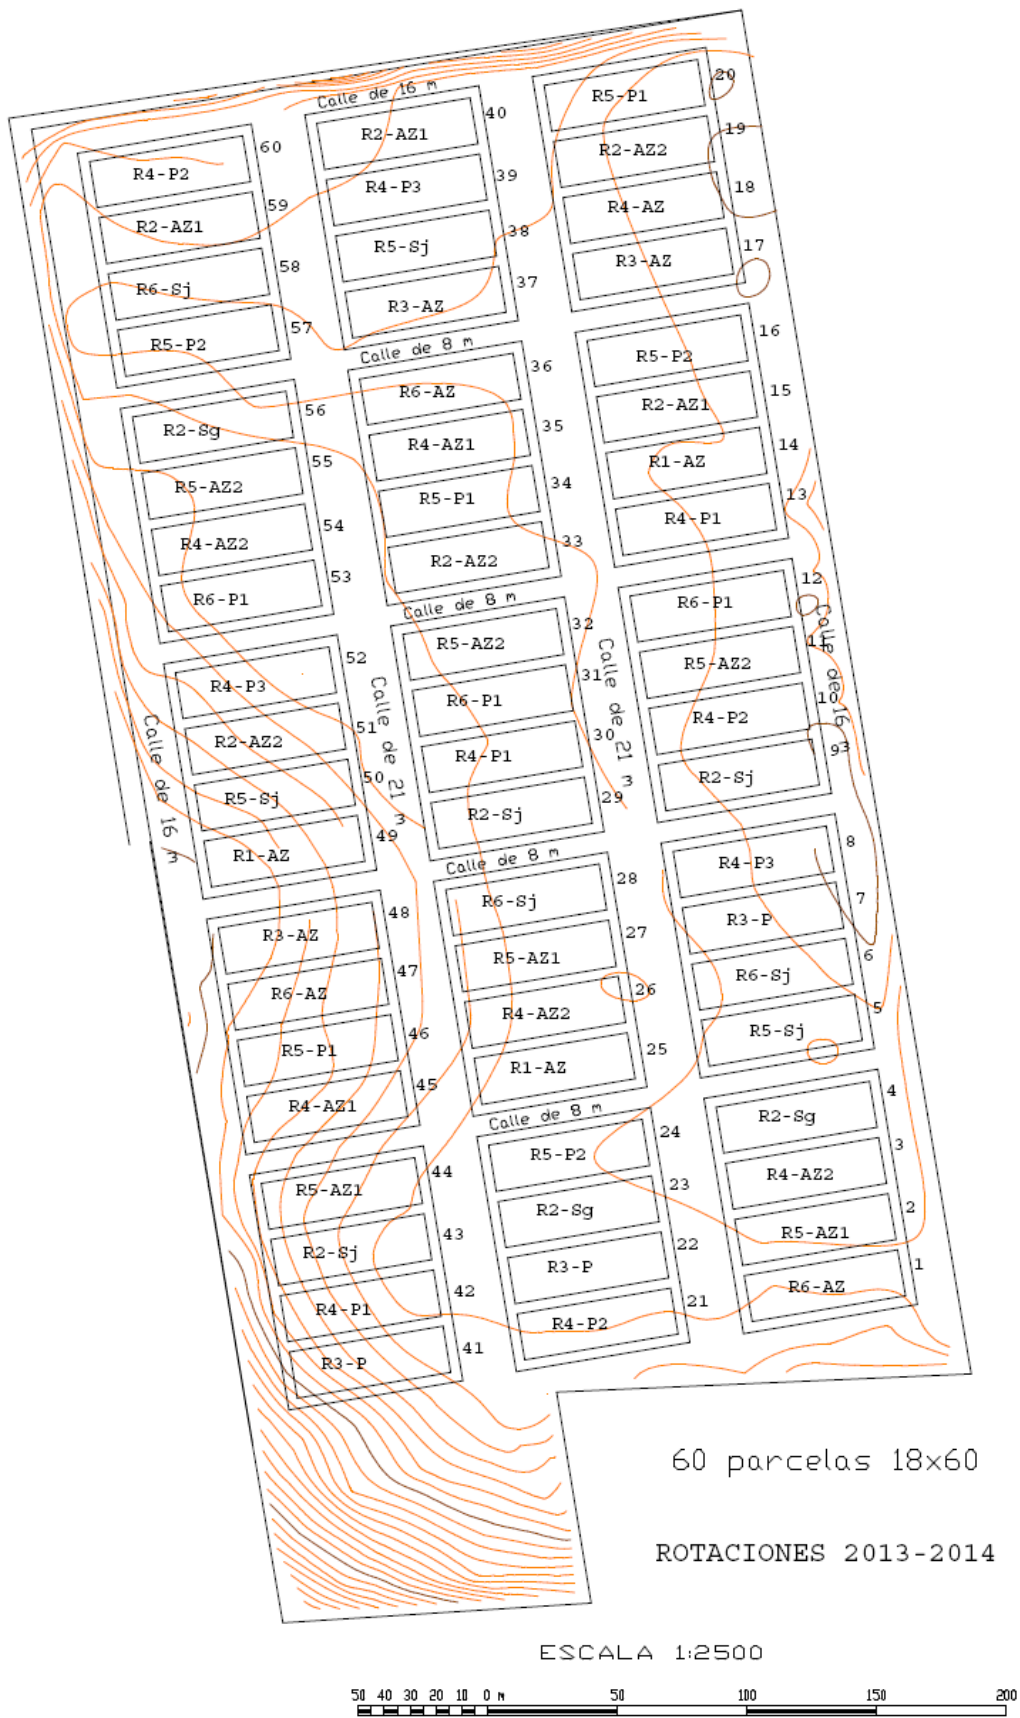 Calle de 16 m
R5-P1 20
R2-AZ2 19
R4-AZ 18
R3-AZ 17
R2-AZ1 40
R4-P3 39
R5-Sj 38
R3-AZ 37
R4-P2 60
R2-AZ1 59
R6-Sj 58
R5-P2 57
Calle de 8 m
R5-P2 16
R2-AZ1 15
R1-AZ 14
R4-P1 13
R6-AZ 36
R4-AZ1 35
R5-P1 34
R2-AZ2 33
R2-Sg 56
R5-AZ2 55
R4-AZ2 54
R6-P1 53
Calle de 8 m
R6-P1 12
R5-AZ2 11
R4-P2 10
R2-Sj 9
Calle de 16 m
R5-AZ2 32
R6-P1 31
R4-P1 30
R2-Sj 29
Calle de 21 m
R4-P3 52
R2-AZ2 51
R5-Sj 50
R1-AZ 49
Calle de 21 m
Calle de 16 m
Calle de 8 m
R4-P3 8
R3-P 7
R6-Sj 6
R5-Sj 5
R6-Sj 28
R5-AZ1 27
R4-AZ2 26
R1-AZ 25
R3-AZ 48
R6-AZ 47
R5-P1 46
R4-AZ1 45
Calle de 8 m
R2-Sg 4
R4-AZ2 3
R5-AZ1 2
R6-AZ 1
R5-P2 24
R2-Sg 23
R3-P 22
R4-P2 21
R5-AZ1 44
R2-Sj 43
R4-P1 42
R3-P 41
60 parcelas 18x60
ROTACIONES 2013-2014
ESCALA 1:2500
50 40 30 20 10 0 M 50 100 150 200